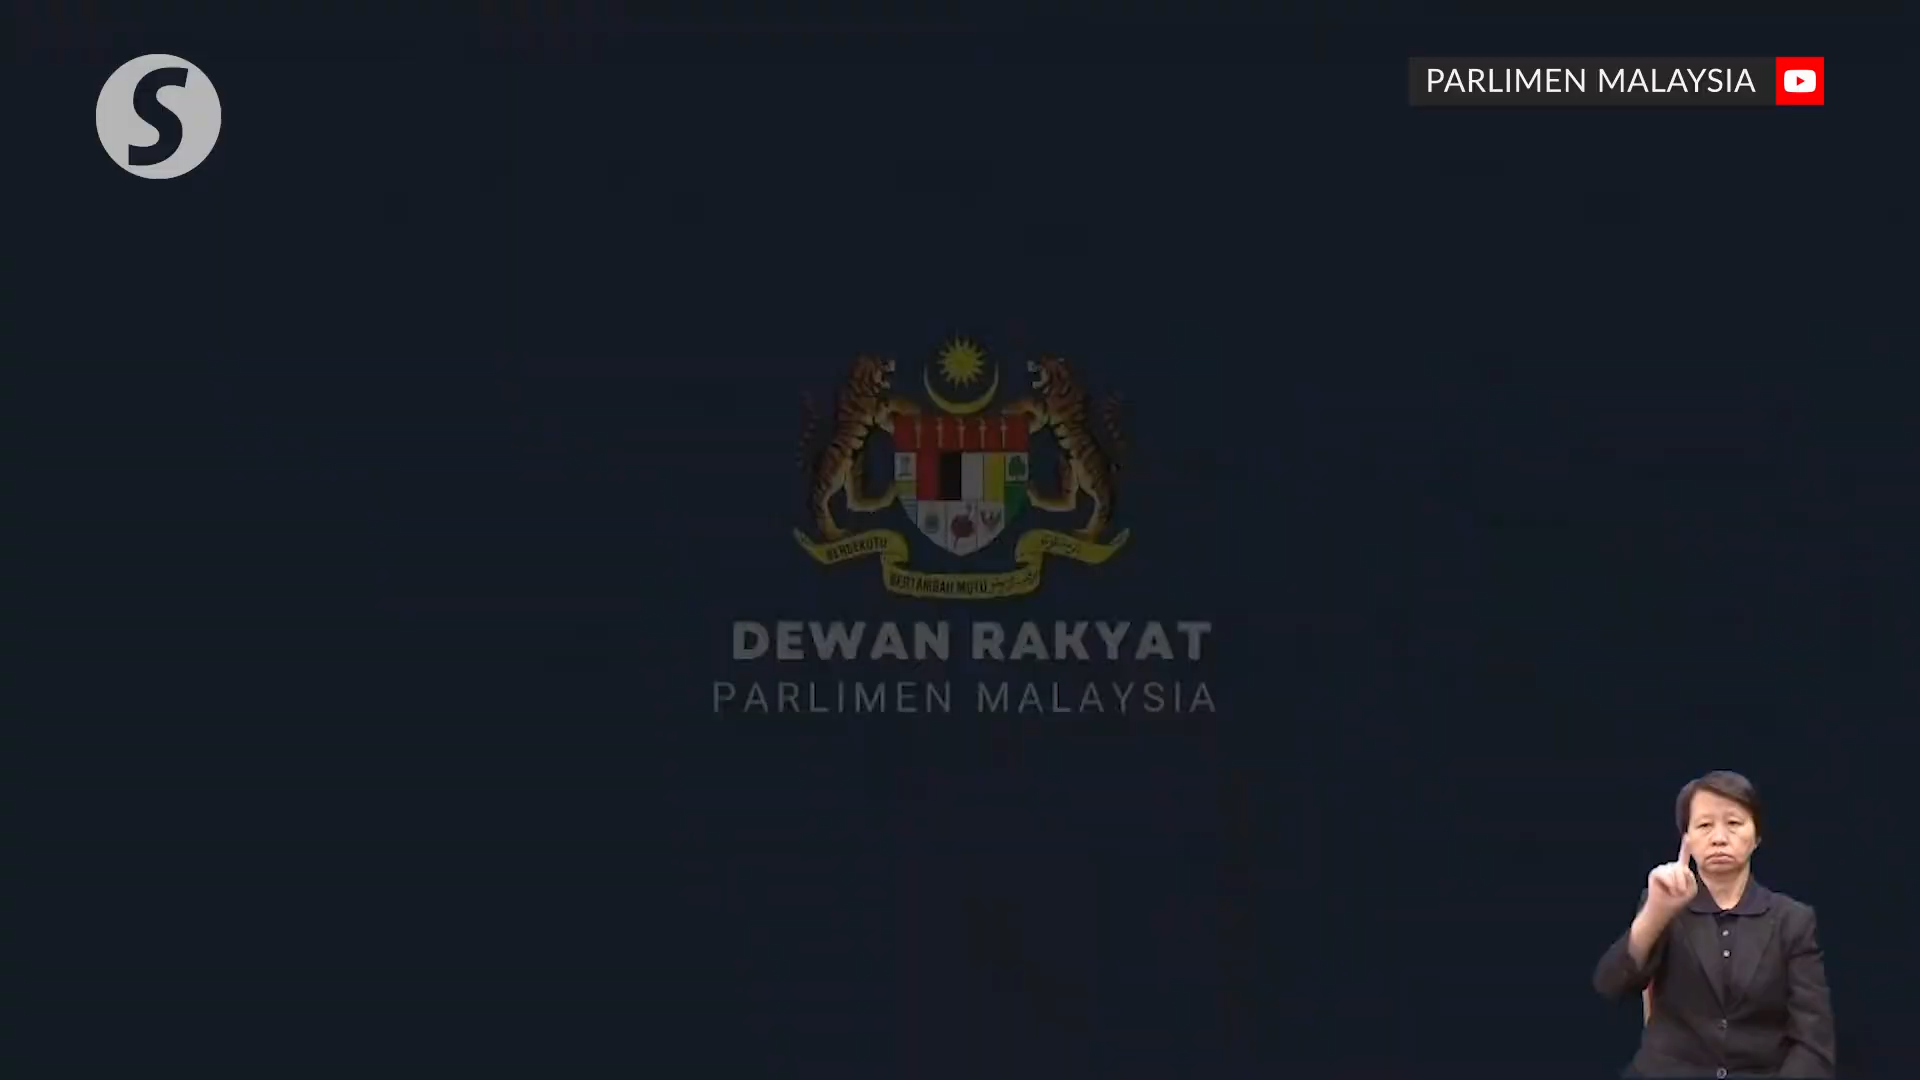 S
PARLIMEN MALAYSIA
BERSEKUTU
BERTAMBAH MUTU
DEWAN RAKYAT
PARLIMEN MALAYSIA